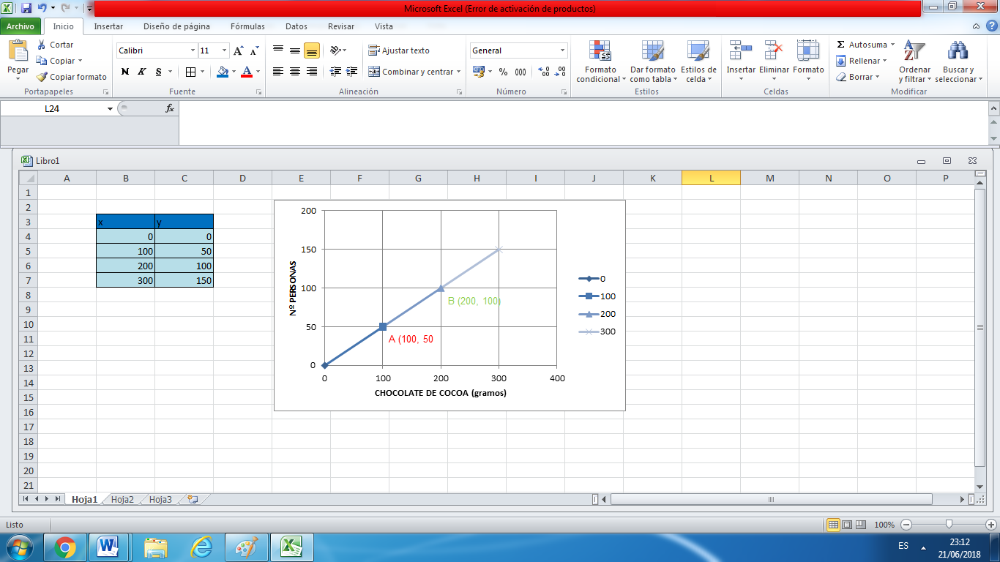 Microsoft Excel (Error de activación de productos)
Archivo Inicio Insertar Diseño de página Fórmulas Datos Revisar Vista
Pegar Cortar Copiar Copiar formato
Portapapeles
Calibri 11
N K S
Fuente
Ajustar texto
Combinar y centrar
Alineación
General
% 000
Número
Formato condicional Dar formato como tabla Estilos de celda
Estilos
Insertar Eliminar Formato
Celdas
Σ Autosuma
Rellenar
Borrar
Ordenar y filtrar Buscar y seleccionar
Modificar
L24 fx
Libro1
A B C D E F G H I J K L M N O P
1
2
3 x y
4 0 0
5 100 50
6 200 100
7 300 150
8
9
10
11
12
13
14
15
16
17
18
19
20
21
200
150
100
50
0
Nº PERSONAS
B (200, 100)
A (100, 50
0 100 200 300 400
CHOCOLATE DE COCOA (gramos)
0
100
200
300
Hoja1 Hoja2 Hoja3
Listo 100%
ES 23:12
21/06/2018